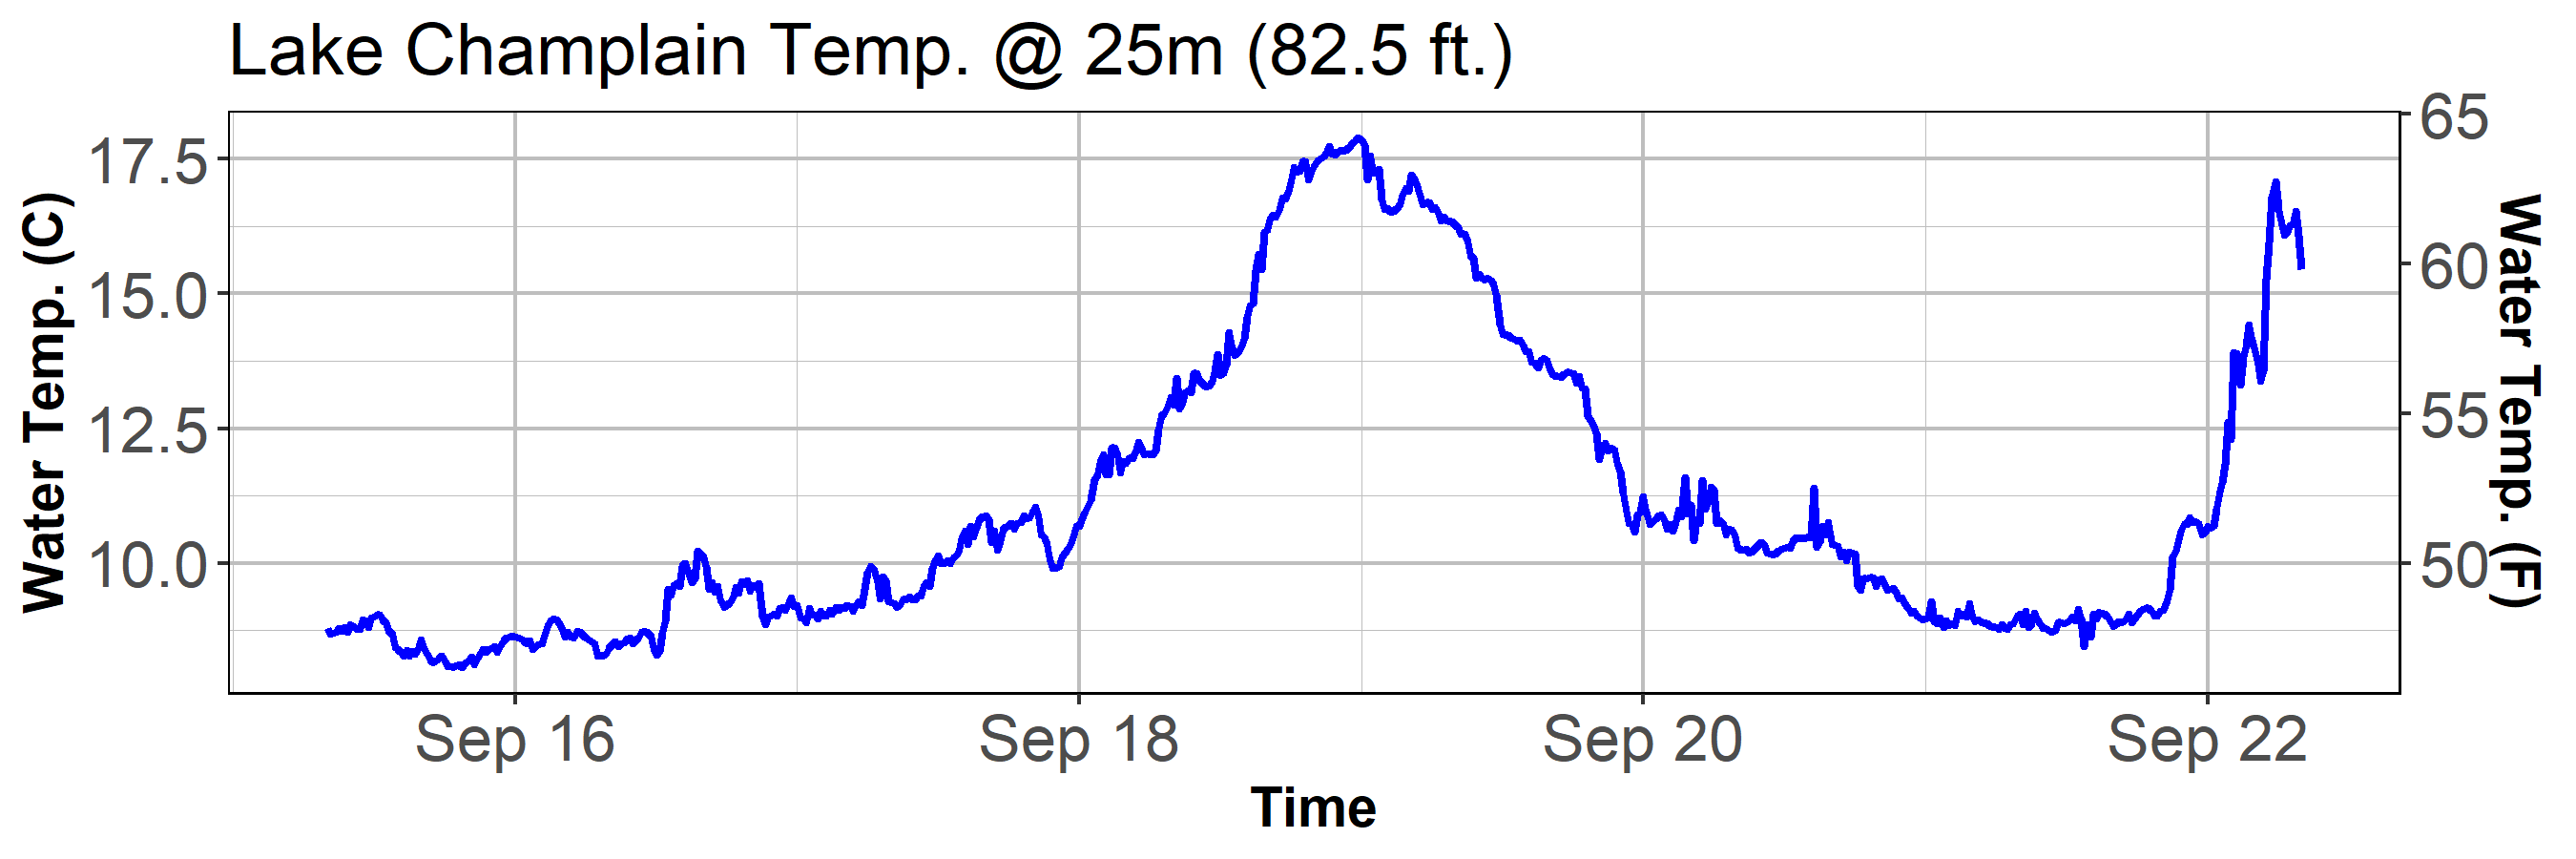 Lake Champlain Temp. @ 25m (82.5 ft.)
Water Temp. (C)
17.5
15.0
12.5
10.0
65
60
55
50
Water Temp. (F)
Sep 16
Sep 18
Sep 20
Sep 22
Time